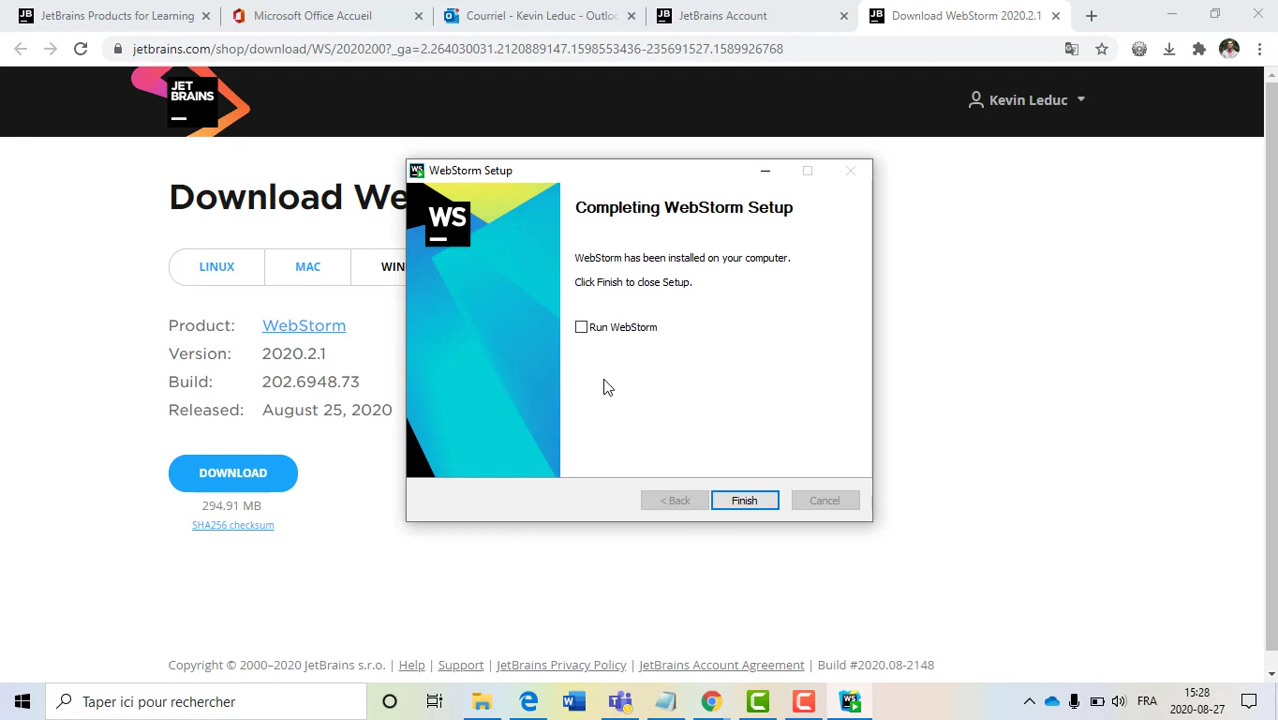 JetBrains Products for Learning
Microsoft Office Accueil
Courriel - Kevin Leduc - Outloo
JetBrains Account
Download WebStorm 2020.2.1
jetbrains.com/shop/download/WS/2020200?_ga=2.264030031.2120889147.1598553436-235691527.1589926768
JET
BRAINS
Kevin Leduc
Download We
LINUX
MAC
WIN
Product: WebStorm
Version: 2020.2.1
Build: 202.6948.73
Released: August 25, 2020
DOWNLOAD
294.91 MB
SHA256 checksum
WebStorm Setup
WS
Completing WebStorm Setup
WebStorm has been installed on your computer.
Click Finish to close Setup.
Run WebStorm
< Back
Finish
Cancel
Copyright © 2000–2020 JetBrains s.r.o. | Help | Support | JetBrains Privacy Policy | JetBrains Account Agreement | Build #2020.08-2148
Taper ici pour rechercher
FRA
15:28
2020-08-27